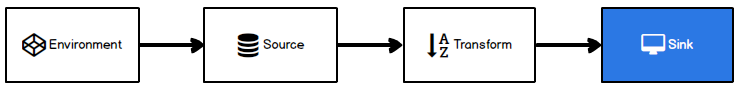 Environment
Source
A
Z
Transform
Sink